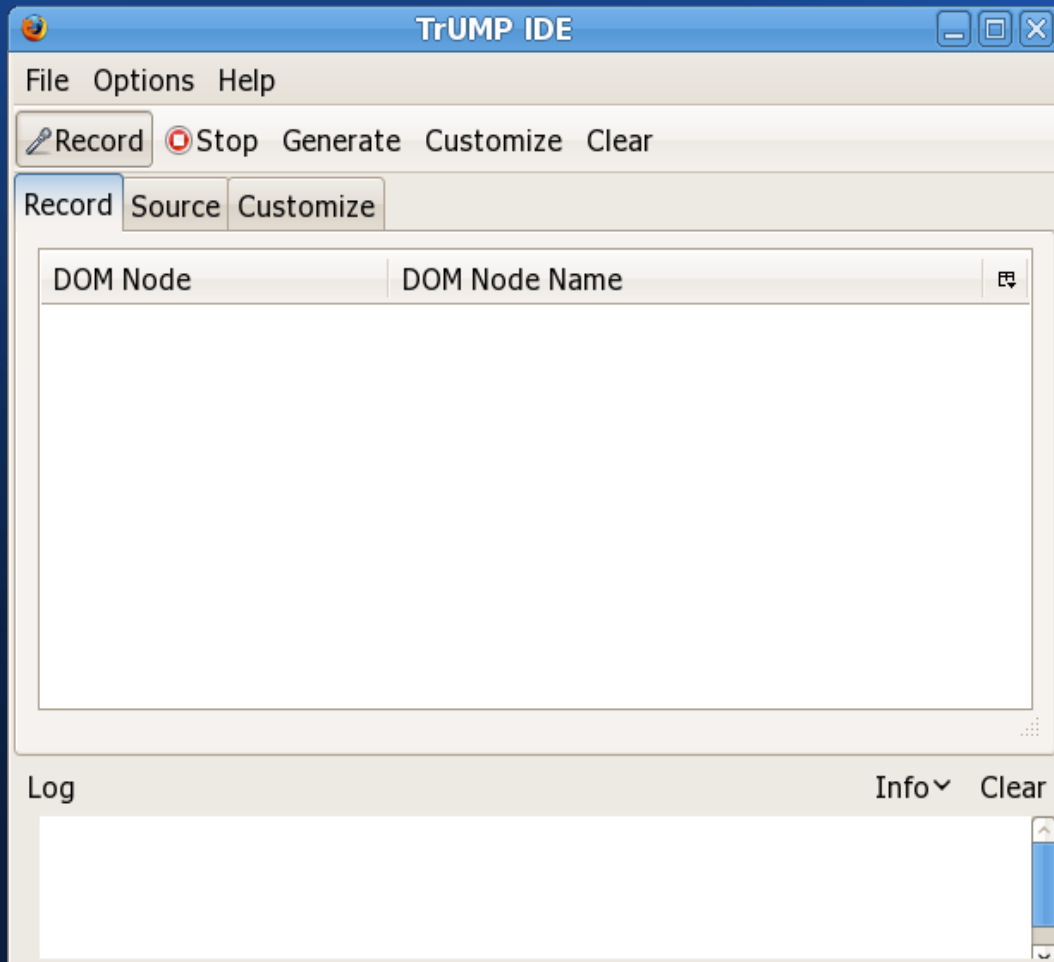 TrUMP IDE
File Options Help
Record Stop Generate Customize Clear
Record Source Customize
DOM Node DOM Node Name
Log Info Clear